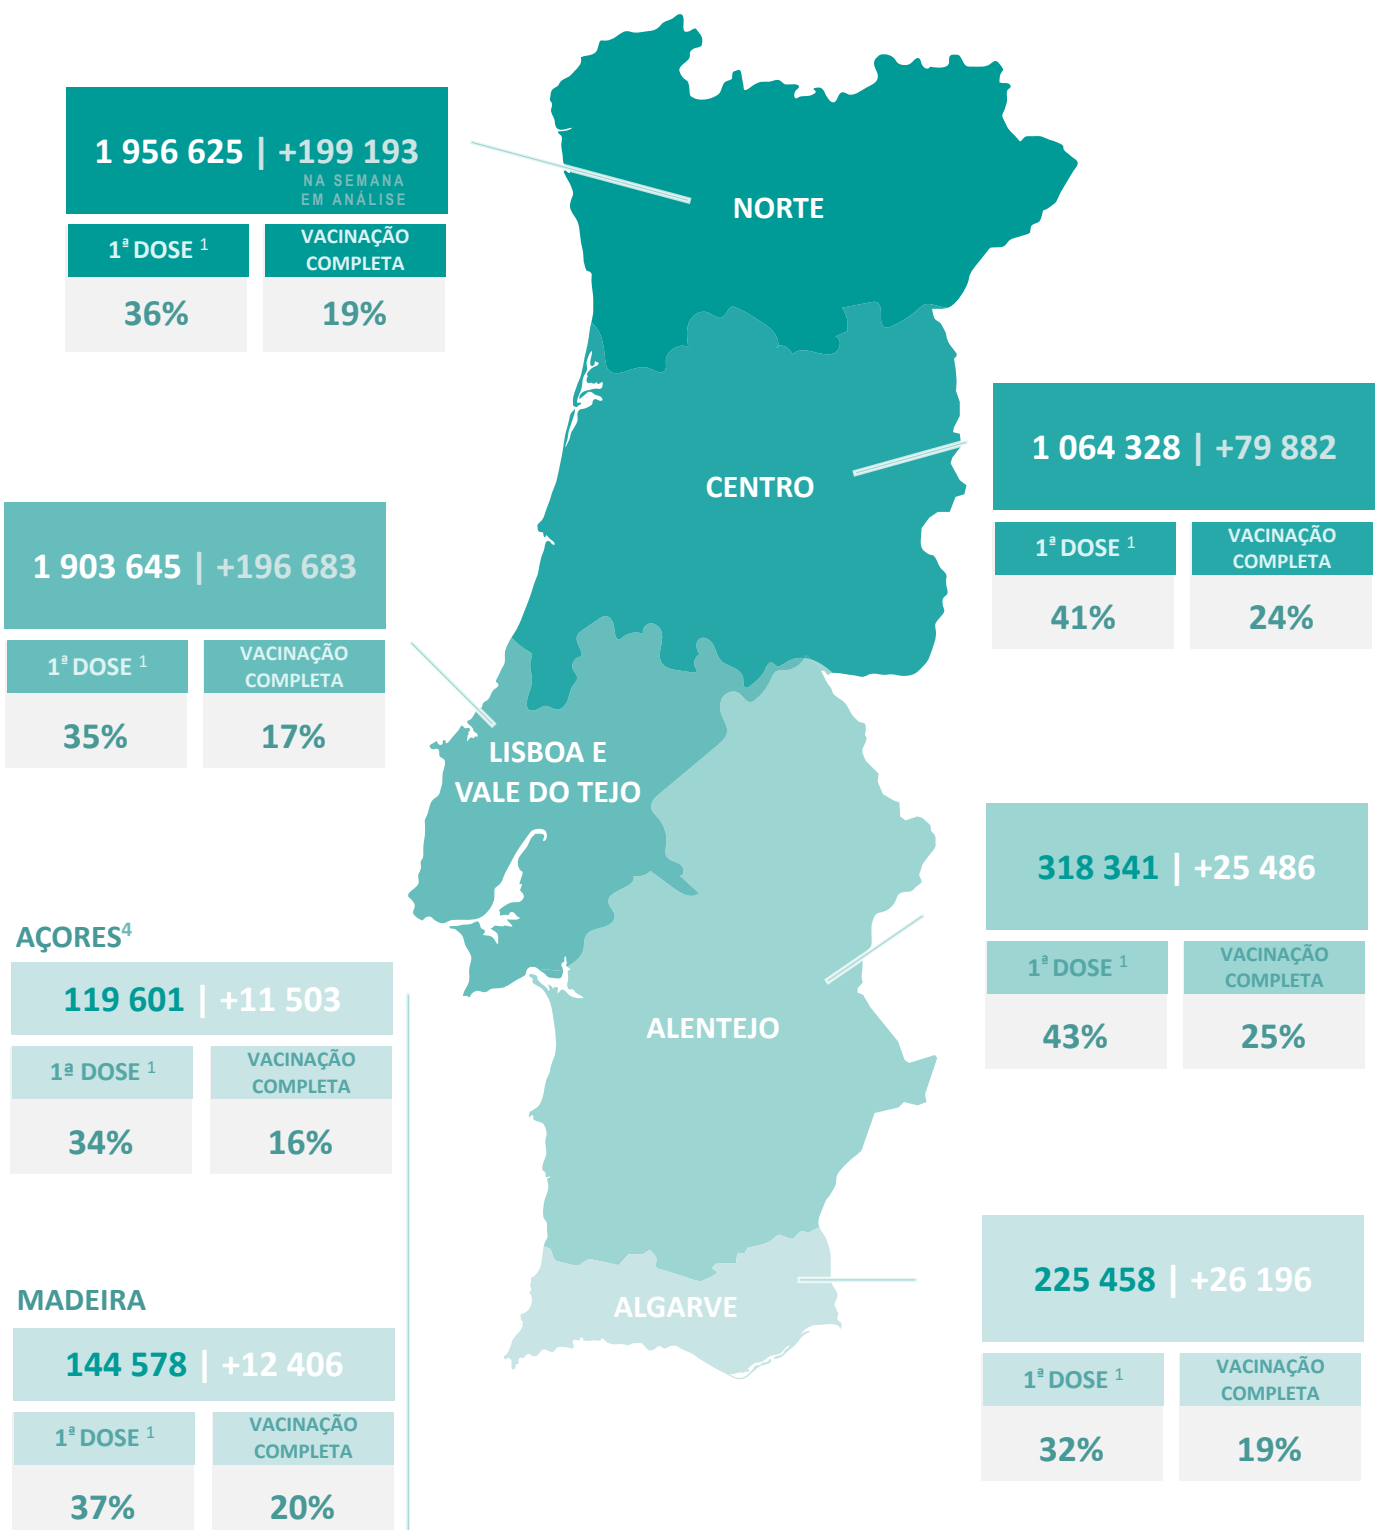 1 956 625 | +199 193
NA SEMANA
EM ANÁLISE
1ª DOSE 1
VACINAÇÃO
COMPLETA
36%
19%
NORTE
1 064 328 | +79 882
1ª DOSE 1
VACINAÇÃO
COMPLETA
41%
24%
CENTRO
1 903 645 | +196 683
1ª DOSE 1
VACINAÇÃO
COMPLETA
35%
17%
LISBOA E
VALE DO TEJO
318 341 | +25 486
1ª DOSE 1
VACINAÇÃO
COMPLETA
43%
25%
ALENTEJO
AÇORES4
119 601 | +11 503
1ª DOSE 1
VACINAÇÃO
COMPLETA
34%
16%
225 458 | +26 196
1ª DOSE 1
VACINAÇÃO
COMPLETA
32%
19%
ALGARVE
MADEIRA
144 578 | +12 406
1ª DOSE 1
VACINAÇÃO
COMPLETA
37%
20%